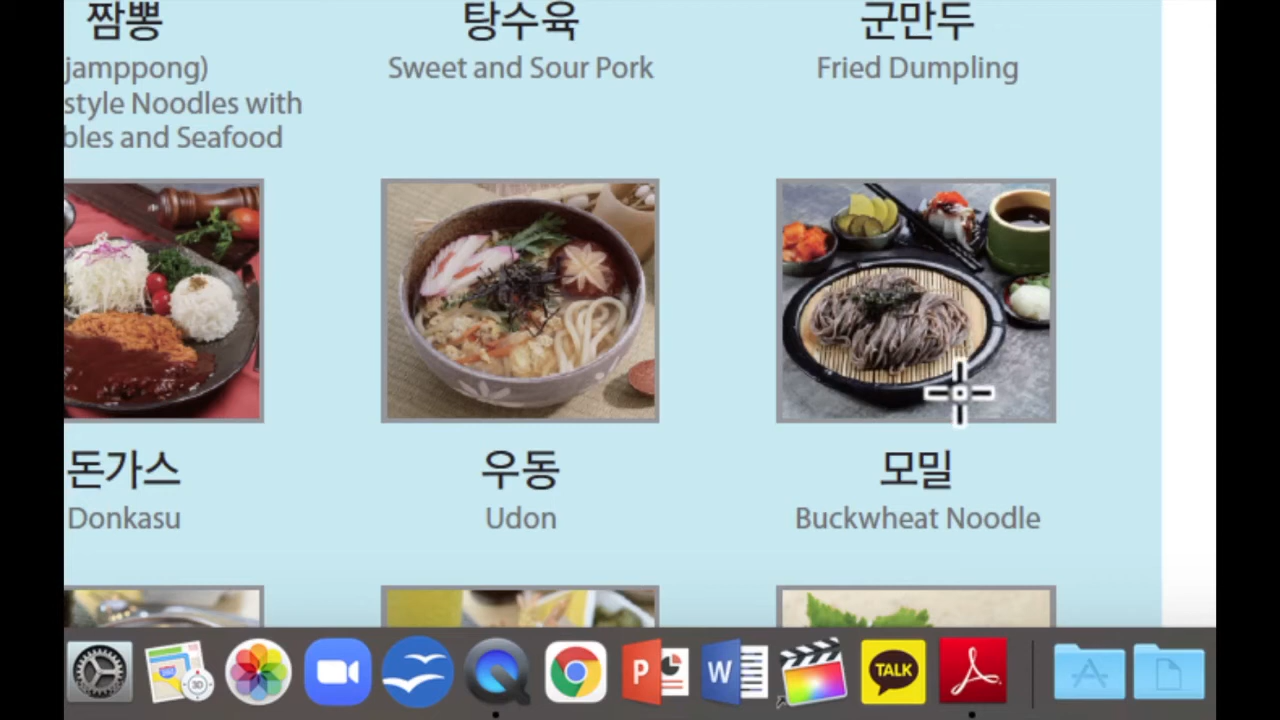 짬뽕
탕수육
군만두
jamppong)
Sweet and Sour Pork
Fried Dumpling
style Noodles with
bles and Seafood
돈가스
우동
모밀
Donkasu
Udon
Buckwheat Noodle
3D
P
W
TALK